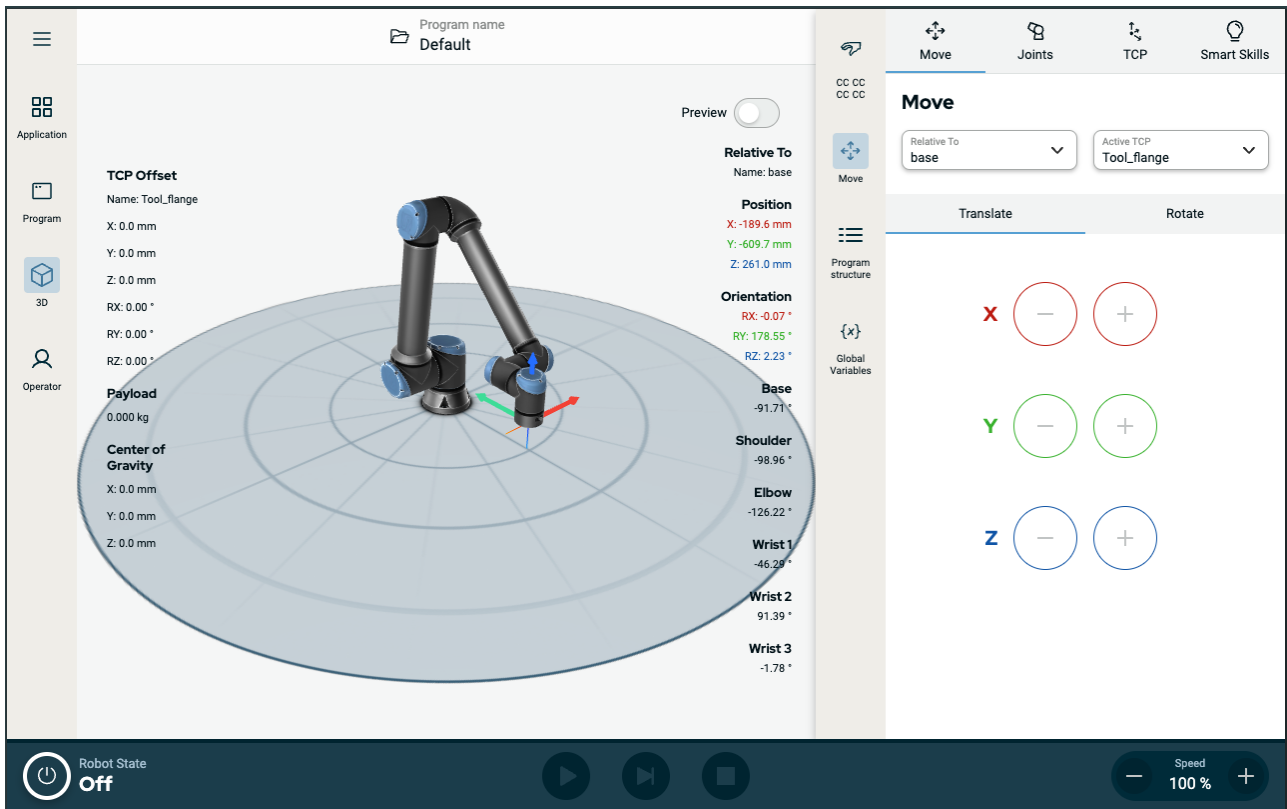 Program name
Default
Application
Program
3D
Operator
Preview
TCP Offset
Name: Tool_flange
X: 0.0 mm
Y: 0.0 mm
Z: 0.0 mm
RX: 0.00 °
RY: 0.00 °
RZ: 0.00 °
Payload
0.000 kg
Center of
Gravity
X: 0.0 mm
Y: 0.0 mm
Z: 0.0 mm
Relative To
Name: base
Position
X: -189.6 mm
Y: -609.7 mm
Z: 261.0 mm
Orientation
RX: -0.07 °
RY: 178.55 °
RZ: 2.23 °
Base
-91.71 °
Shoulder
-98.96 °
Elbow
-126.22 °
Wrist 1
-46.29 °
Wrist 2
91.39 °
Wrist 3
-1.78 °
CC CC
CC CC
Move
Program
structure
{x}
Global
Variables
Move
Joints
TCP
Smart Skills
Move
Relative To
base
Active TCP
Tool_flange
Translate
Rotate
X
Y
Z
Robot State
Off
Speed
100 %